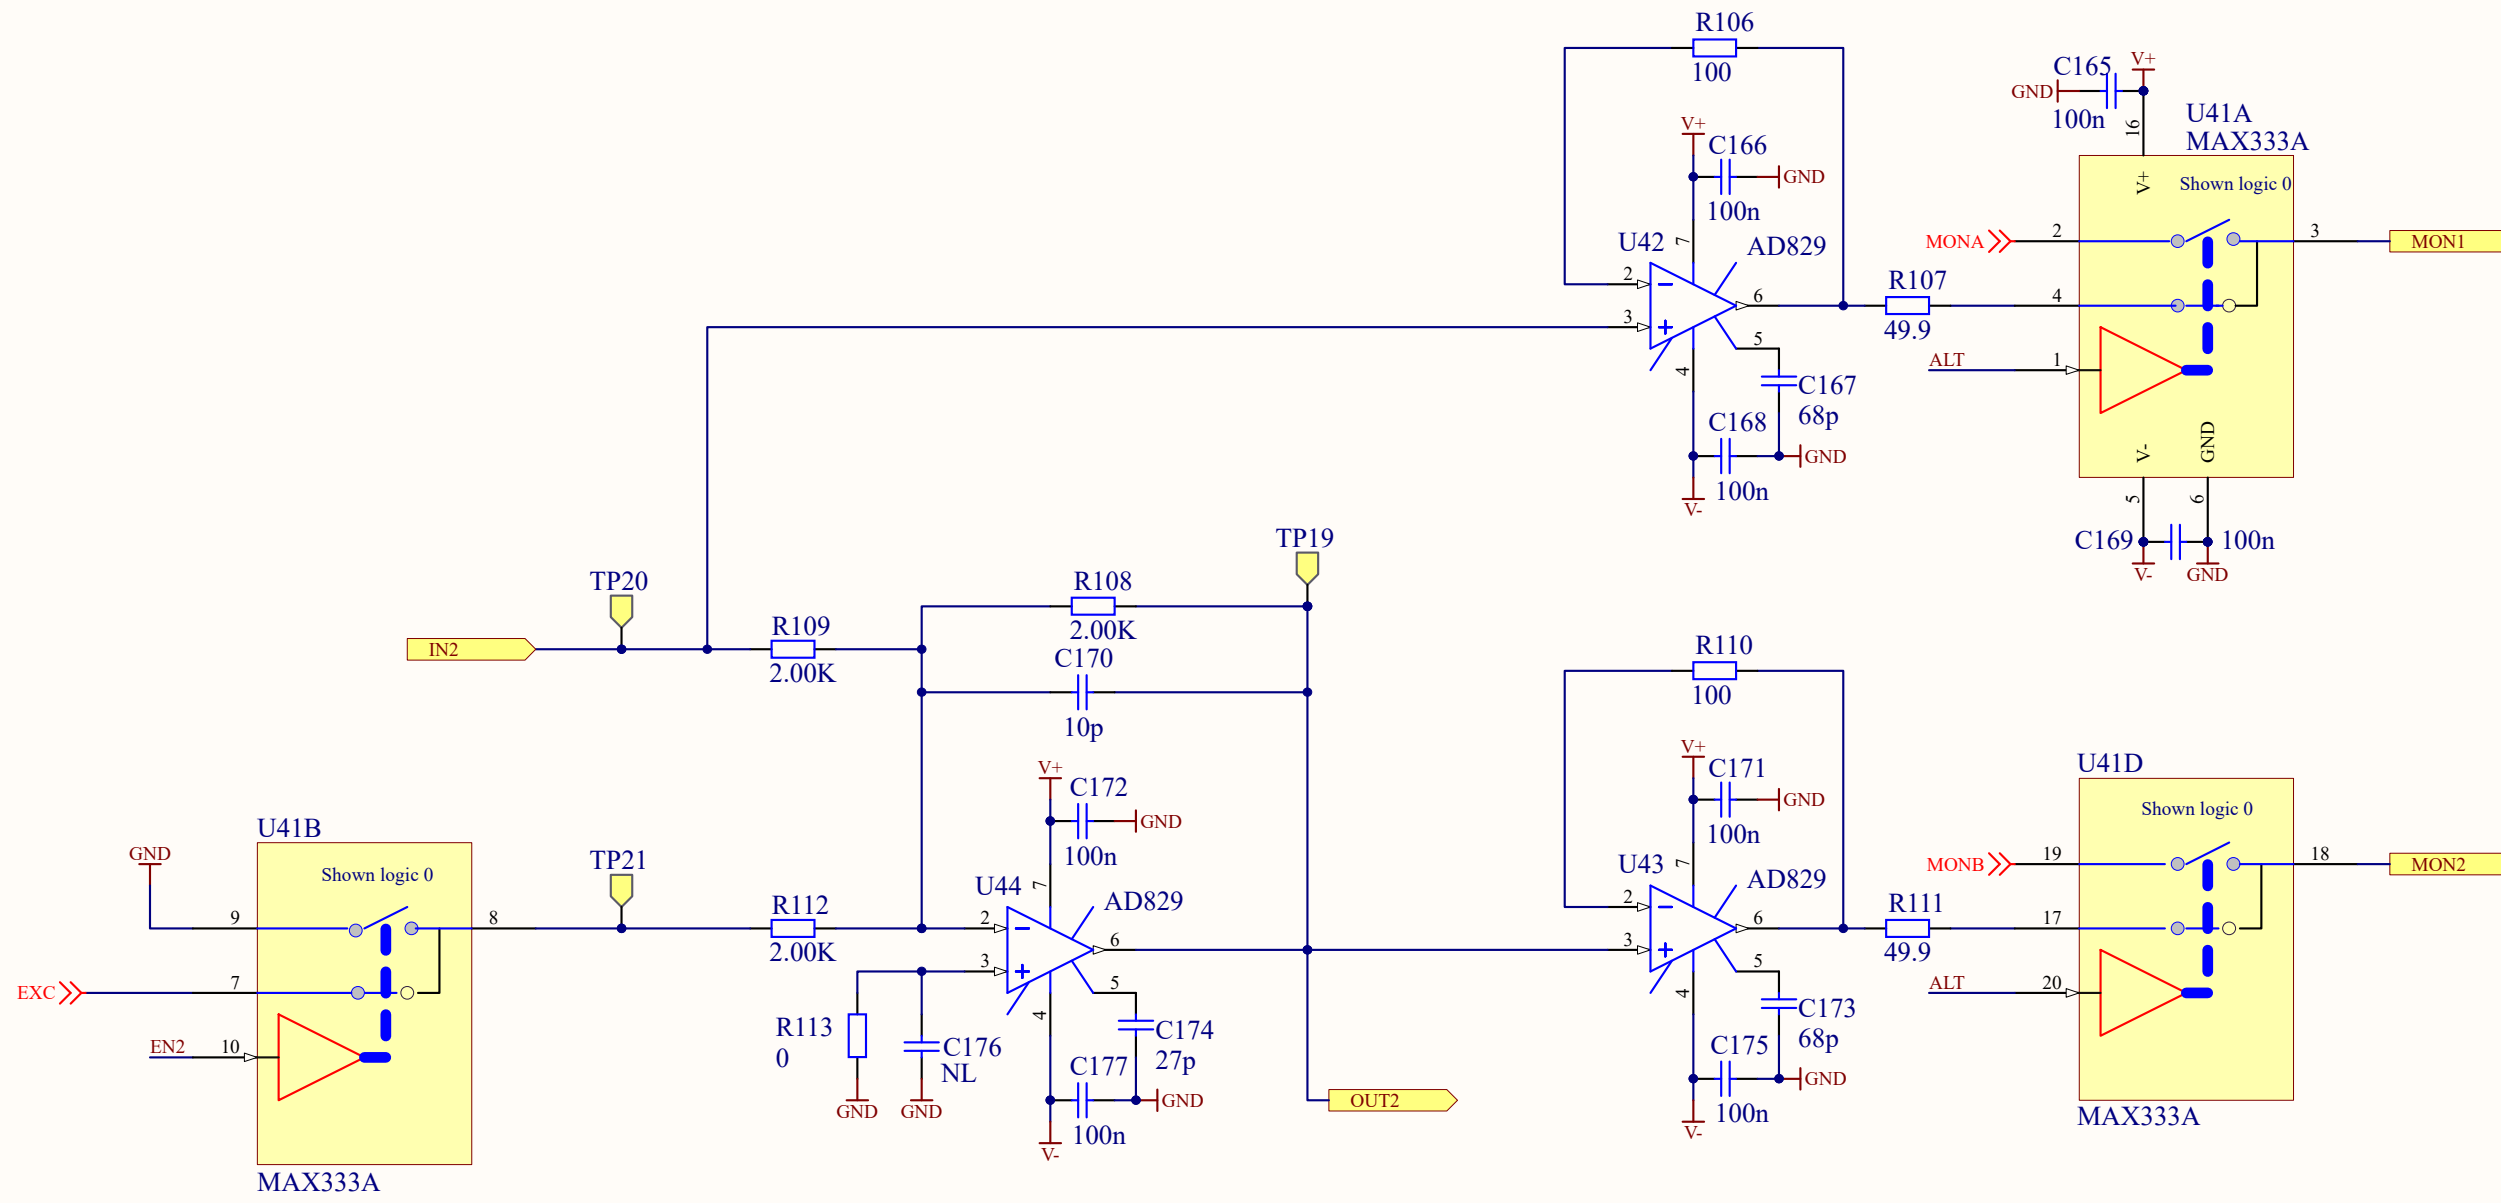 R106
100
V+
C165
GND
100n
16
U41A
MAX333A
V+
Shown logic 0
V+
C166
GND
100n
7
U42
AD829
2
3
6
5
4
R107
49.9
MONA
2
3
MON1
4
ALT
1
C167
68p
C168
GND
100n
V-
V-
GND
5
6
C169
100n
V-
GND
TP19
TP20
R108
2.00K
IN2
R109
2.00K
C170
10p
R110
100
V+
C171
GND
100n
7
U43
AD829
2
3
6
5
4
R111
49.9
U41D
Shown logic 0
MONB
19
18
MON2
17
ALT
20
MAX333A
C173
68p
C175
GND
100n
V-
V+
C172
GND
100n
7
U44
AD829
2
3
6
5
4
C174
27p
C177
GND
100n
V-
OUT2
U41B
GND
Shown logic 0
9
8
EXC
7
EN2
10
MAX333A
TP21
R112
2.00K
R113
0
GND
C176
NL
GND